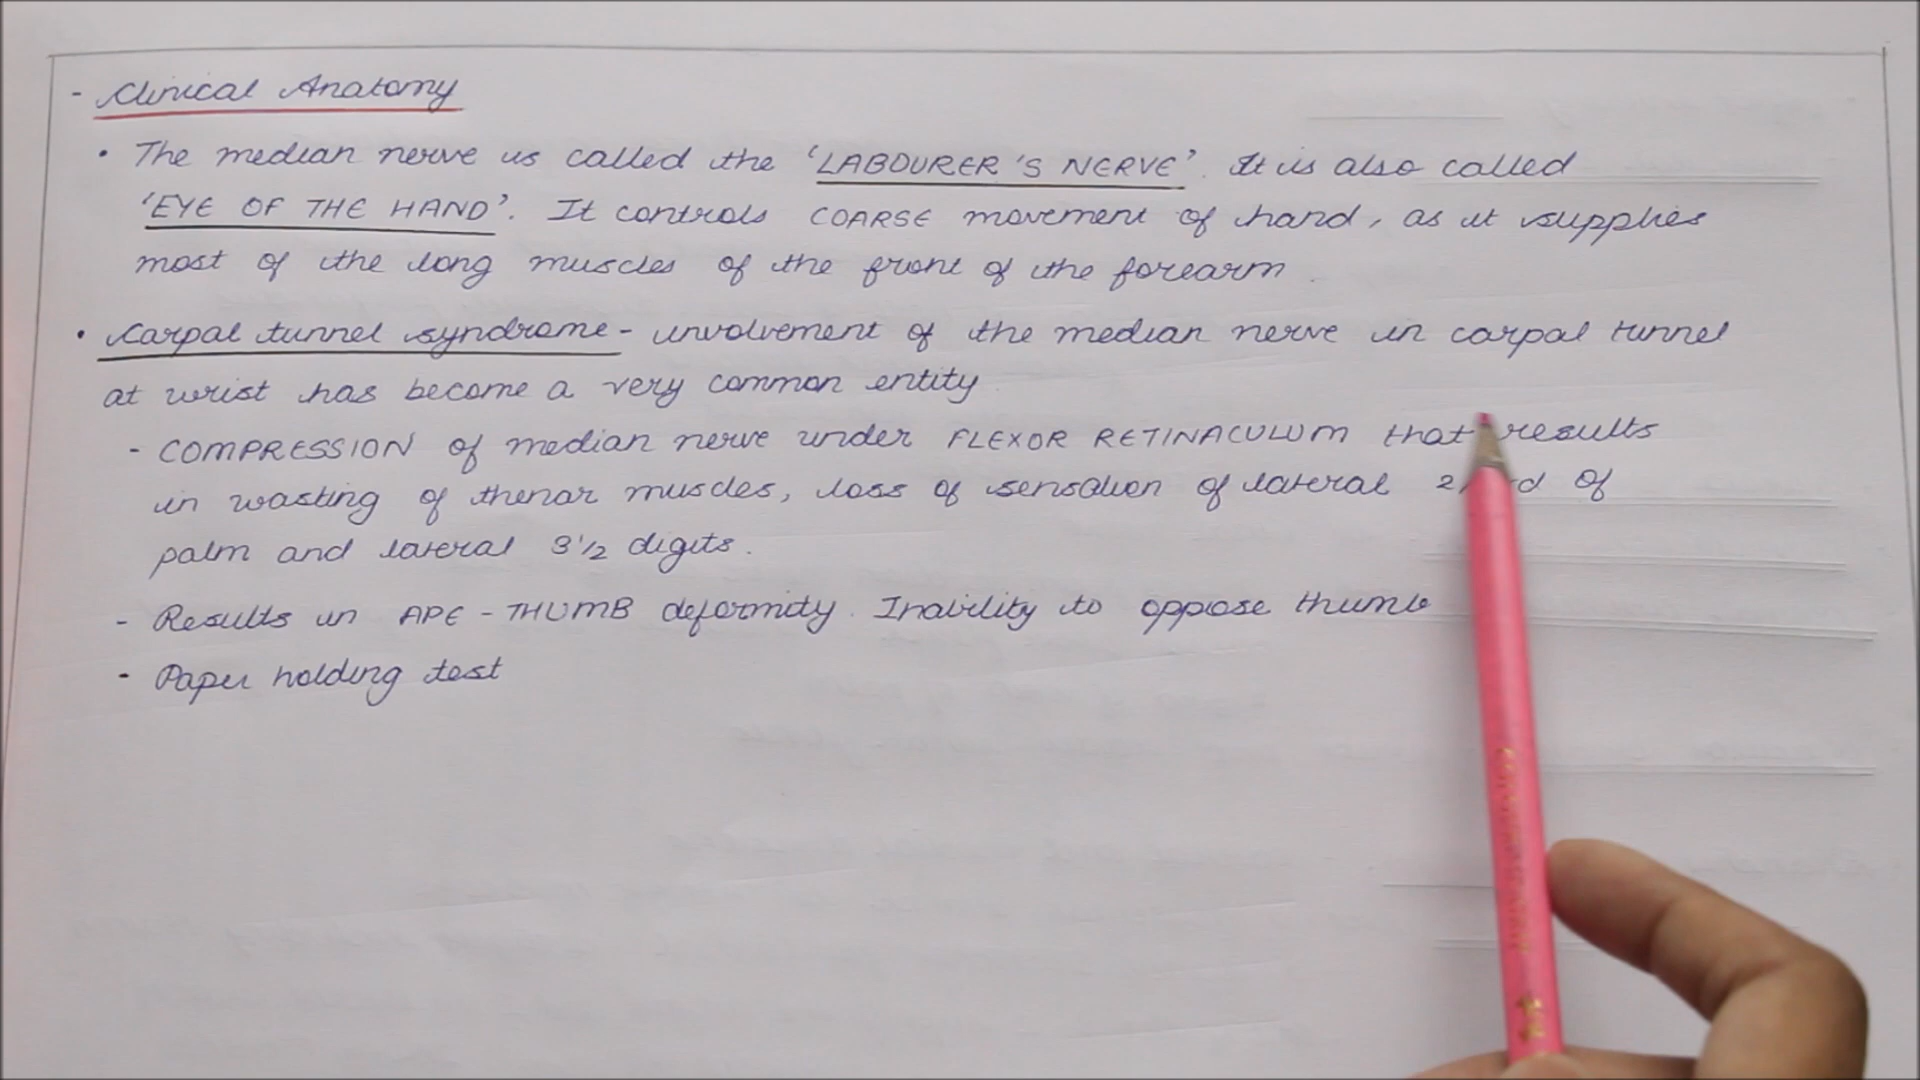 - Clinical Anatomy
• The median nerve is called the 'LABOURER'S NERVE'. It is also called
'EYE OF THE HAND'. It controls COARSE movement of hand, as it supplies
most of the long muscles of the front of the forearm.
• Carpal tunnel syndrome - involvement of the median nerve in carpal tunnel
at wrist has become a very common entity
- COMPRESSION of median nerve under FLEXOR RETINACULUM that results
in wasting of thenar muscles, loss of sensation of lateral of
palm and lateral 3 1/2 digits.
- Results in APE - THUMB deformity. Inability to oppose thumb
- Paper holding test